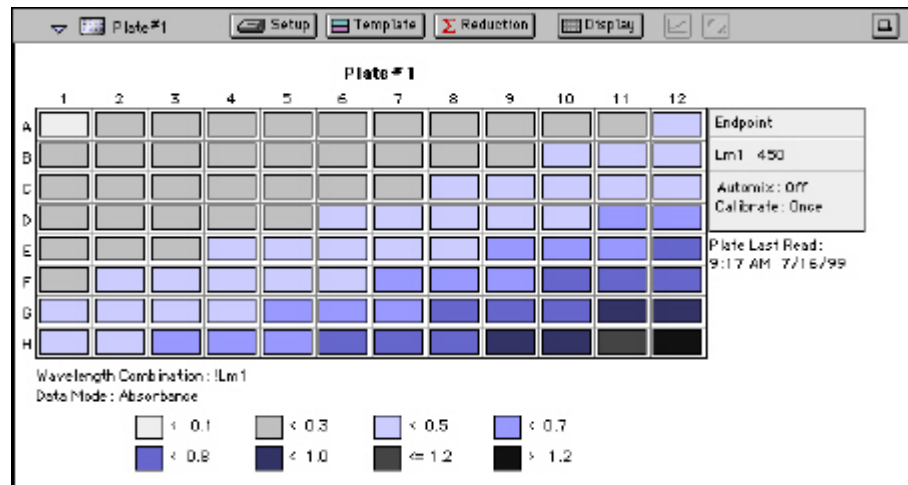 Plate#1 Setup Template Σ Reduction Display
Plate#1
1 2 3 4 5 6 7 8 9 10 11 12
A
B
C
D
E
F
G
H
Endpoint
Lm1 450
Automix: Off
Calibrate: Once
Plate Last Read:
9:17 AM 7/16/99
Wavelength Combination: !Lm1
Data Mode: Absorbance
< 0.1 < 0.3 < 0.5 < 0.7
< 0.8 < 1.0 <= 1.2 > 1.2